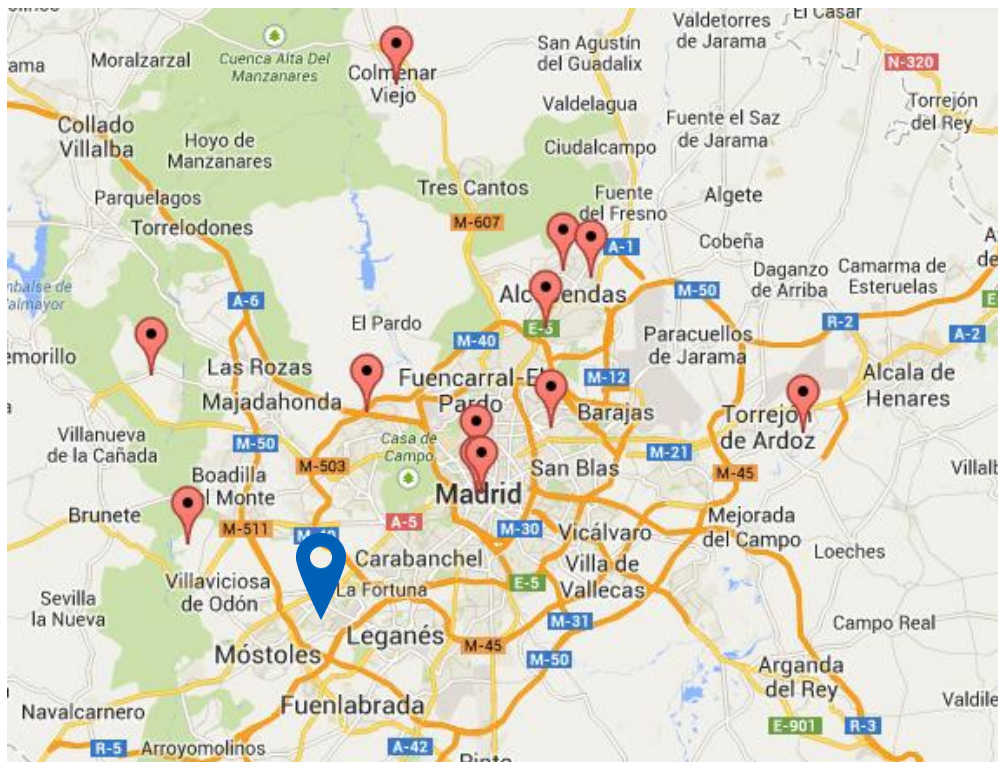 El Casar
Valdetorres
de Jarama
Moralzarzal
Cuenca Alta Del
Manzanares
San Agustín
del Guadalix
N-320
Colmenar
Viejo
Valdelagua
Torrejón
del Rey
Collado
Villalba
Fuente el Saz
de Jarama
Hoyo de
Manzanares
Ciudalcampo
Tres Cantos
Parquelagos
Fuente
del Fresno
Algete
Torrelodones
M-607
A-1
Cobeña
Daganzo
de Arriba
Camarma de
Esteruelas
A-6
M-50
El Pardo
E-5
R-2
A-2
M-40
Paracuellos
de Jarama
Las Rozas
Fuencarral-El
Pardo
M-12
Alcala de
Henares
Majadahonda
Barajas
Torrejón
de Ardoz
Villanueva
de la Cañada
M-50
Casa de
Campo
M-21
M-503
San Blas
M-45
Boadilla
Madrid
Brunete
M-511
A-5
M-30
Vicálvaro
Mejorada
del Campo
Loeches
Carabanchel
Villa de
Vallecas
Villaviciosa
de Odón
La Fortuna
E-5
Sevilla
la Nueva
M-31
Campo Real
Leganés
M-45
Móstoles
M-50
Arganda
del Rey
Fuenlabrada
Navalcarnero
E-901
R-3
R-5
Arroyomolinos
A-42